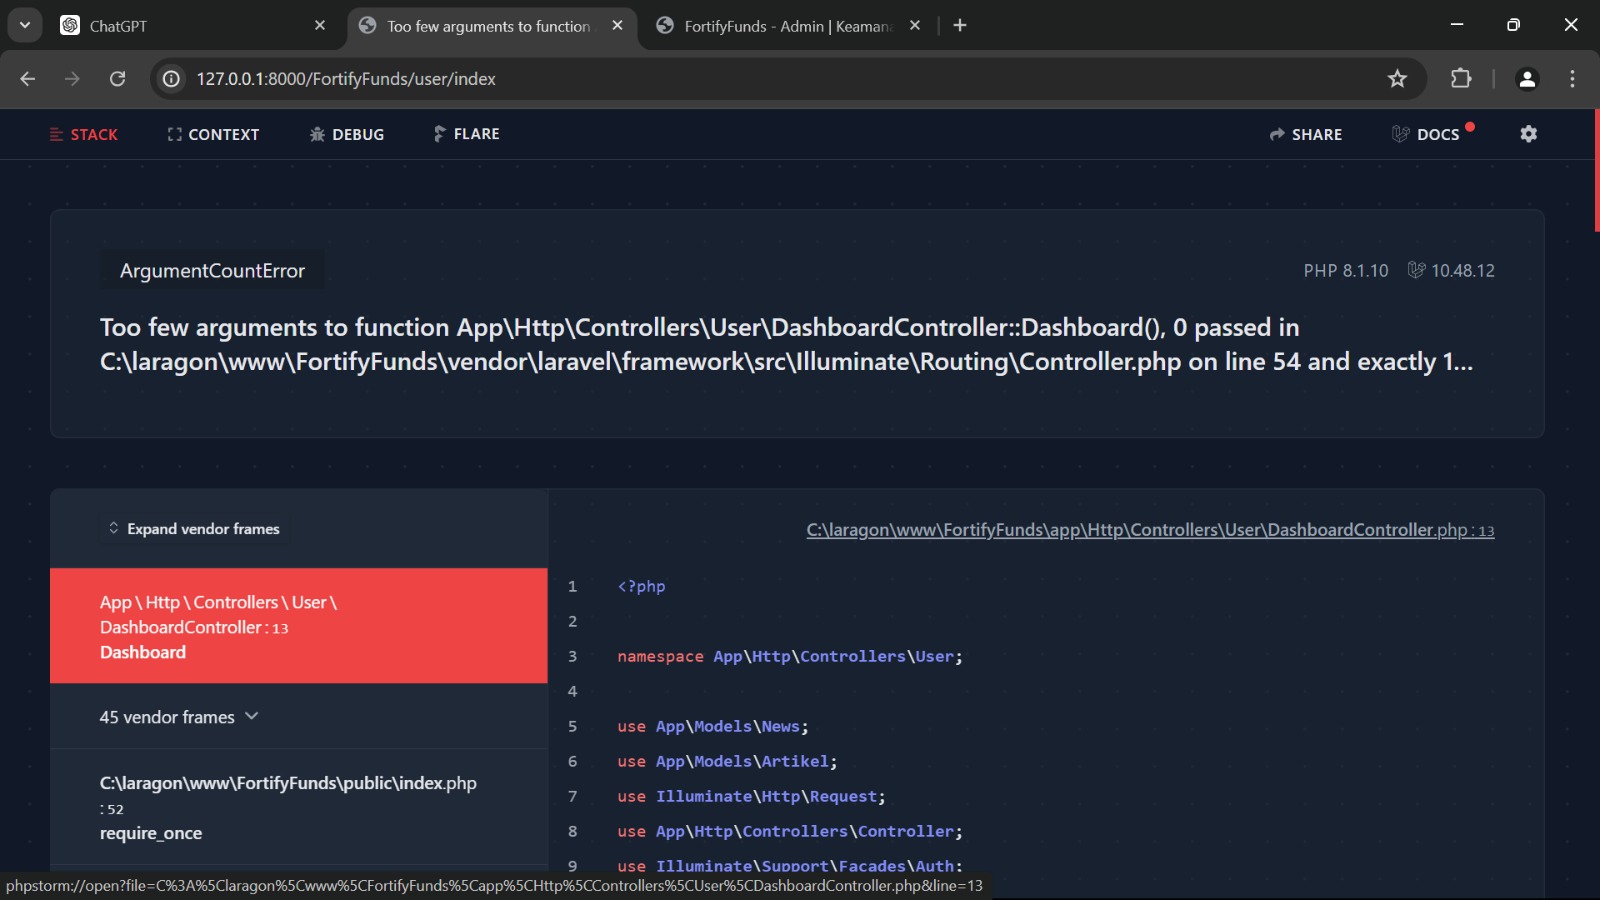 ChatGPT
Too few arguments to function
FortifyFunds - Admin | Keaman
127.0.0.1:8000/FortifyFunds/user/index
STACK
CONTEXT
DEBUG
FLARE
SHARE
DOCS
ArgumentCountError
PHP 8.1.10
10.48.12
Too few arguments to function App\Http\Controllers\User\DashboardController::Dashboard(), 0 passed in
C:\laragon\www\FortifyFunds\vendor\laravel\framework\src\Illuminate\Routing\Controller.php on line 54 and exactly 1...
Expand vendor frames
C:\laragon\www\FortifyFunds\app\Http\Controllers\User\DashboardController.php:13
App\Http\Controllers\User\
DashboardController:13
Dashboard
45 vendor frames
C:\laragon\www\FortifyFunds\public\index.php
:52
require_once
1 <?php
2
3 namespace App\Http\Controllers\User;
4
5 use App\Models\News;
6 use App\Models\Artikel;
7 use Illuminate\Http\Request;
8 use App\Http\Controllers\Controller;
9 use Illuminate\Support\Facades\Auth;
phpstorm://open?file=C%3A%5Claragon%5Cwww%5CFortifyFunds%5Capp%5CHttp%5CControllers%5CUser%5CDashboardController.php&line=13